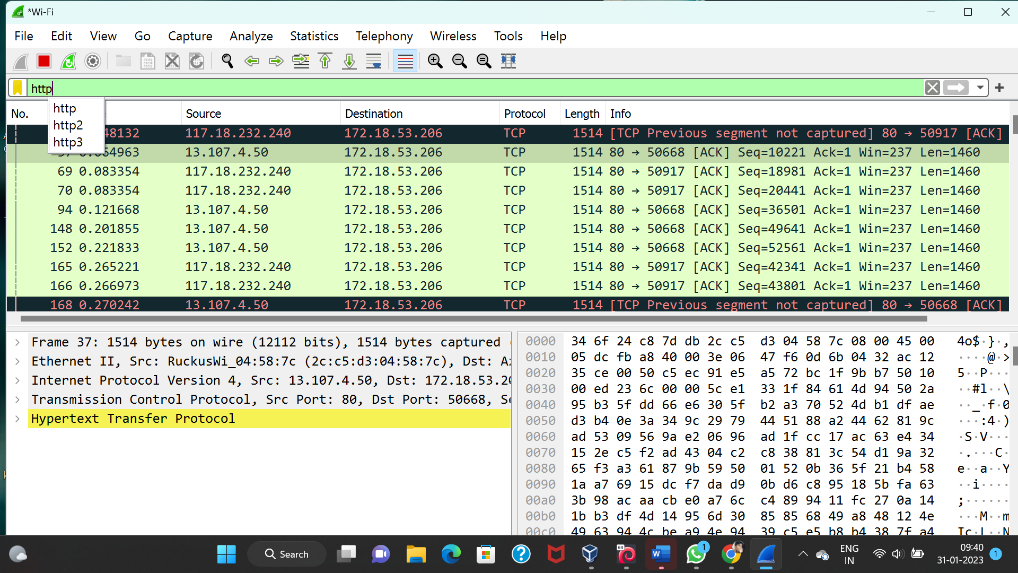 *Wi-Fi
File Edit View Go Capture Analyze Statistics Telephony Wireless Tools Help
http
http
http2
http3
No. Source Destination Protocol Length Info
48132 117.18.232.240 172.18.53.206 TCP 1514 [TCP Previous segment not captured] 80 → 50917 [ACK]
13.107.4.50 172.18.53.206 TCP 1514 80 → 50668 [ACK] Seq=10221 Ack=1 Win=237 Len=1460
69 0.083354 117.18.232.240 172.18.53.206 TCP 1514 80 → 50917 [ACK] Seq=18981 Ack=1 Win=237 Len=1460
70 0.083354 117.18.232.240 172.18.53.206 TCP 1514 80 → 50917 [ACK] Seq=20441 Ack=1 Win=237 Len=1460
94 0.121668 13.107.4.50 172.18.53.206 TCP 1514 80 → 50668 [ACK] Seq=36501 Ack=1 Win=237 Len=1460
148 0.201855 13.107.4.50 172.18.53.206 TCP 1514 80 → 50668 [ACK] Seq=49641 Ack=1 Win=237 Len=1460
152 0.221833 13.107.4.50 172.18.53.206 TCP 1514 80 → 50668 [ACK] Seq=52561 Ack=1 Win=237 Len=1460
165 0.265221 117.18.232.240 172.18.53.206 TCP 1514 80 → 50917 [ACK] Seq=42341 Ack=1 Win=237 Len=1460
166 0.266973 117.18.232.240 172.18.53.206 TCP 1514 80 → 50917 [ACK] Seq=43801 Ack=1 Win=237 Len=1460
168 0.270242 13.107.4.50 172.18.53.206 TCP 1514 [TCP Previous segment not captured] 80 → 50668 [ACK]
Frame 37: 1514 bytes on wire (12112 bits), 1514 bytes captured
Ethernet II, Src: RuckusWi_04:58:7c (2c:c5:d3:04:58:7c), Dst: Az
Internet Protocol Version 4, Src: 13.107.4.50, Dst: 172.18.53.20
Transmission Control Protocol, Src Port: 80, Dst Port: 50668, Se
Hypertext Transfer Protocol
0000 34 6f 24 c8 7d db 2c c5 d3 04 58 7c 08 00 45 00 4o$·}·,
0010 05 dc fb a8 40 00 3e 06 47 f6 0d 6b 04 32 ac 12 ····@·>
0020 35 ce 00 50 c5 ec 91 e5 a5 72 bc 1f 9b b7 50 10 5··P···
0030 00 ed 23 6c 00 00 5c e1 33 1f 84 61 4d 94 50 2a ··#l··\
0040 95 b3 5f dd 66 e6 30 5f b2 a3 70 52 4d b1 df ae ··_·f·0
0050 d3 b4 0e 3a 34 9c 29 79 44 51 88 a2 44 62 81 9c ···:4·)
0060 ad 53 09 56 9a e2 06 96 ad 1f cc 17 ac 63 e4 34 ·S·V···
0070 15 2e c5 f2 ad 43 04 c2 c8 38 81 3c 54 d1 9a 32 ·.···C·
0080 65 f3 a3 61 87 9b 59 50 01 52 0b 36 5f 21 b4 58 e··a··Y
0090 1a a7 69 15 dc f7 da d9 0b d6 c8 95 18 5b fa 63 ··i····
00a0 3b 98 ac aa cb e0 a7 6c c4 89 94 11 fc 27 0a 14 ;······
00b0 1b b3 df 4d 14 95 6d 30 85 85 68 49 a8 48 12 4e ···M··m
00c0 49 63 94 4c be a9 4e 94 39 c5 e5 b8 b4 38 7f a4 Ic·L··N
Search
1
ENG
IN
09:40
31-01-2023
1